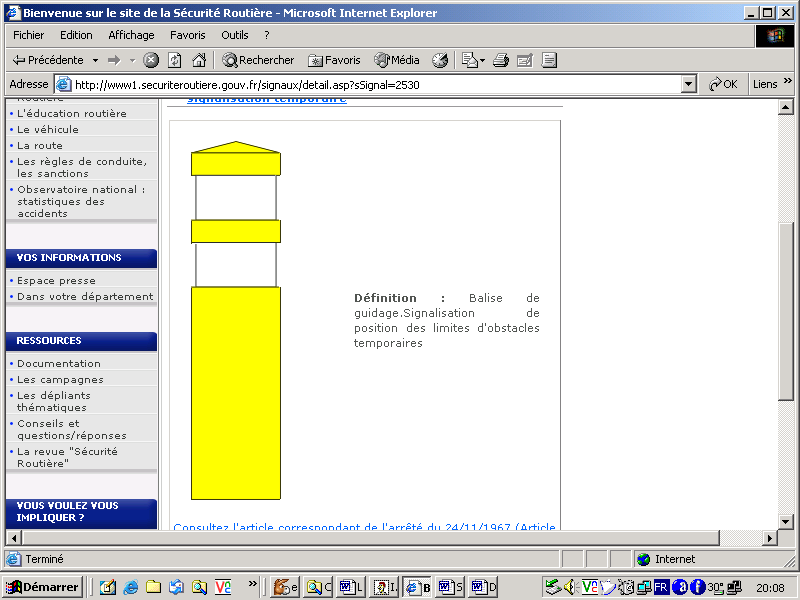 Bienvenue sur le site de la Sécurité Routière - Microsoft Internet Explorer
Fichier Edition Affichage Favoris Outils ?
Précédente Rechercher Favoris Média
Adresse http://www1.securiteroutiere.gouv.fr/signaux/detail.asp?sSignal=2530 OK Liens »
Routière
• L'éducation routière
• Le véhicule
• La route
• Les règles de conduite,
les sanctions
• Observatoire national :
statistiques des
accidents
VOS INFORMATIONS
• Espace presse
• Dans votre département
RESSOURCES
• Documentation
• Les campagnes
• Les dépliants
thématiques
• Conseils et
questions/réponses
• La revue "Sécurité
Routière"
VOUS VOULEZ VOUS
IMPLIQUER ?
signalisation temporaire
Définition : Balise de
guidage.Signalisation de
position des limites d'obstacles
temporaires
Consultez l'article correspondant de l'arrêté du 24/11/1967 (Article
Terminé Internet
Démarrer » e C L I. B S D FR 30° 20:08